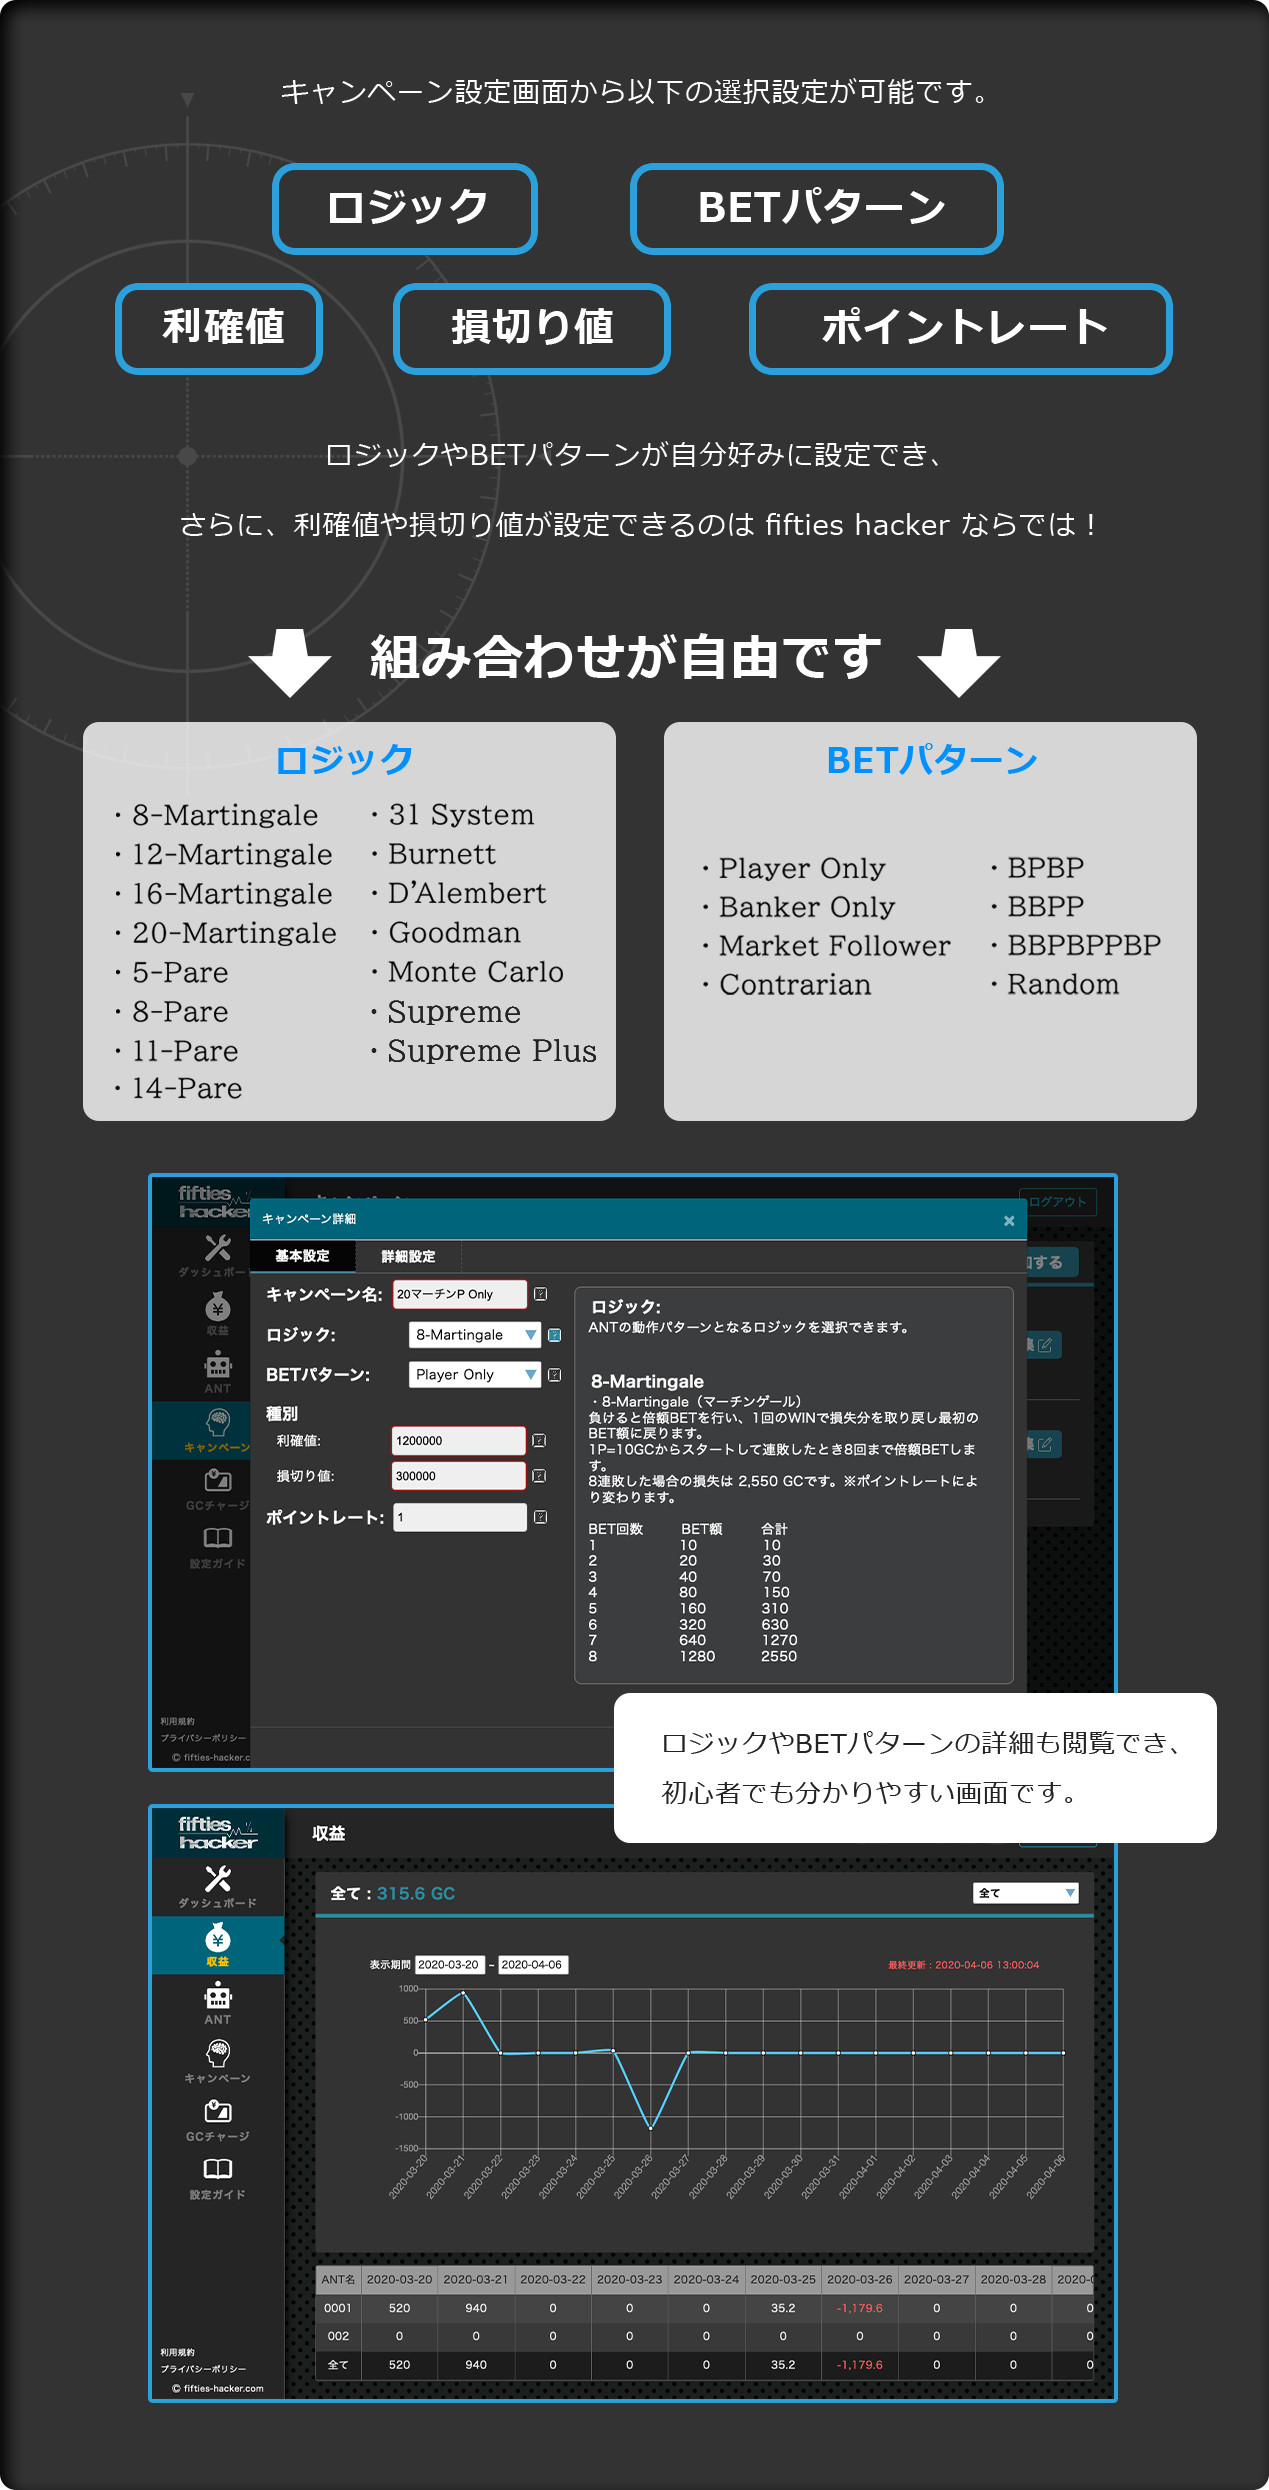 キャンペーン設定画面から以下の選択設定が可能です。
ロジック
BETパターン
利確値
損切り値
ポイントレート
ロジックやBETパターンが自分好みに設定でき、
さらに、利確値や損切り値が設定できるのは fifties hacker ならでは！
組み合わせが自由です
ロジック
・8-Martingale
・12-Martingale
・16-Martingale
・20-Martingale
・5-Pare
・8-Pare
・11-Pare
・14-Pare
・31 System
・Burnett
・D'Alembert
・Goodman
・Monte Carlo
・Supreme
・Supreme Plus
BETパターン
・Player Only
・Banker Only
・Market Follower
・Contrarian
・BPBP
・BBPP
・BBPBPPBP
・Random
fifties
hacker
ログアウト
ダッシュボー
収益
ANT
キャンペーン
GCチャージ
設定ガイド
利用規約
プライバシーポリシー
© fifties-hacker.c
キャンペーン詳細
×
基本設定
詳細設定
キャンペーン名: 20マーチンP Only
ロジック: 8-Martingale
BETパターン: Player Only
種別
利確値: 1200000
損切り値: 300000
ポイントレート: 1
ロジック:
ANTの動作パターンとなるロジックを選択できます。
8-Martingale
・8-Martingale（マーチンゲール）
負けると倍額BETを行い、1回のWINで損失分を取り戻し最初の
BET額に戻ります。
1P=10GCからスタートして連敗したとき8回まで倍額BETしま
す。
8連敗した場合の損失は 2,550 GCです。※ポイントレートによ
り変わります。
BET回数 BET額 合計
1 10 10
2 20 30
3 40 70
4 80 150
5 160 310
6 320 630
7 640 1270
8 1280 2550
する
ロジックやBETパターンの詳細も閲覧でき、
初心者でも分かりやすい画面です。
fifties
hacker
収益
ダッシュボード
収益
ANT
キャンペーン
GCチャージ
設定ガイド
利用規約
プライバシーポリシー
© fifties-hacker.com
全て : 315.6 GC
全て
表示期間 2020-03-20 ~ 2020-04-06
最終更新 : 2020-04-06 13:00:04
1000
500
0
-500
-1000
-1500
2020-03-20
2020-03-21
2020-03-22
2020-03-23
2020-03-24
2020-03-25
2020-03-26
2020-03-27
2020-03-28
2020-03-29
2020-03-30
2020-03-31
2020-04-01
2020-04-02
2020-04-03
2020-04-04
2020-04-05
2020-04-06
ANT名 2020-03-20 2020-03-21 2020-03-22 2020-03-23 2020-03-24 2020-03-25 2020-03-26 2020-03-27 2020-03-28 2020-0
0001 520 940 0 0 0 35.2 -1,179.6 0 0 0
002 0 0 0 0 0 0 0 0 0 0
全て 520 940 0 0 0 35.2 -1,179.6 0 0 0